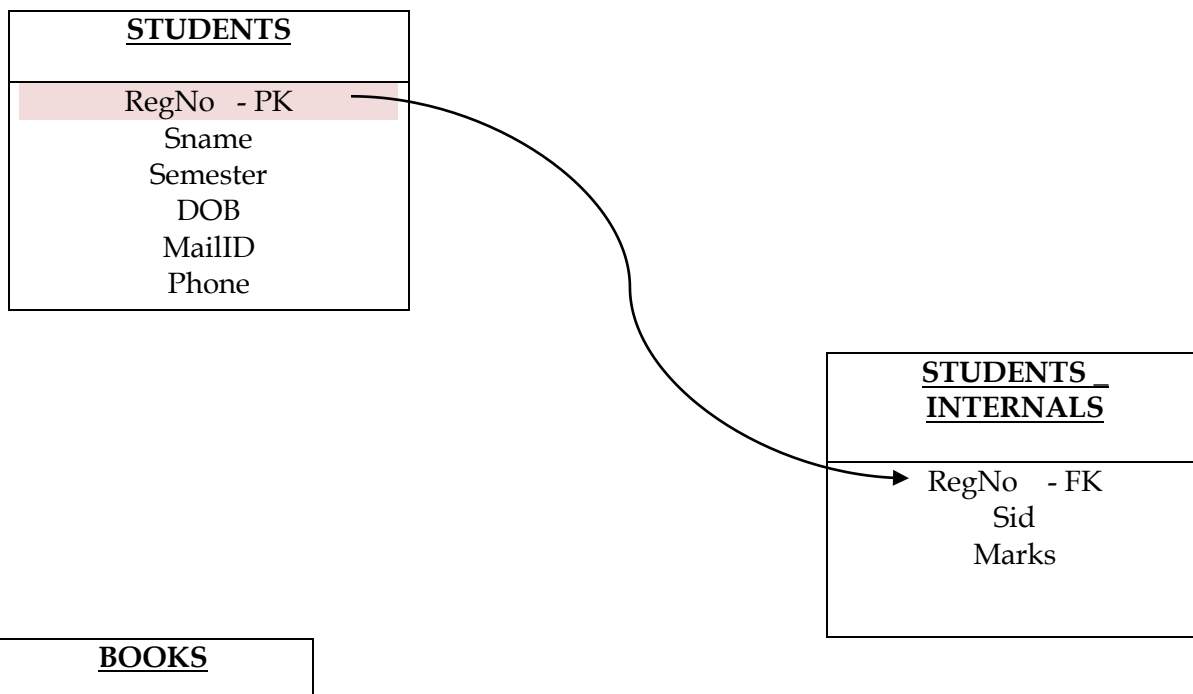 STUDENTS
RegNo - PK
Sname
Semester
DOB
MailID
Phone
STUDENTS _
INTERNALS
RegNo - FK
Sid
Marks
BOOKS